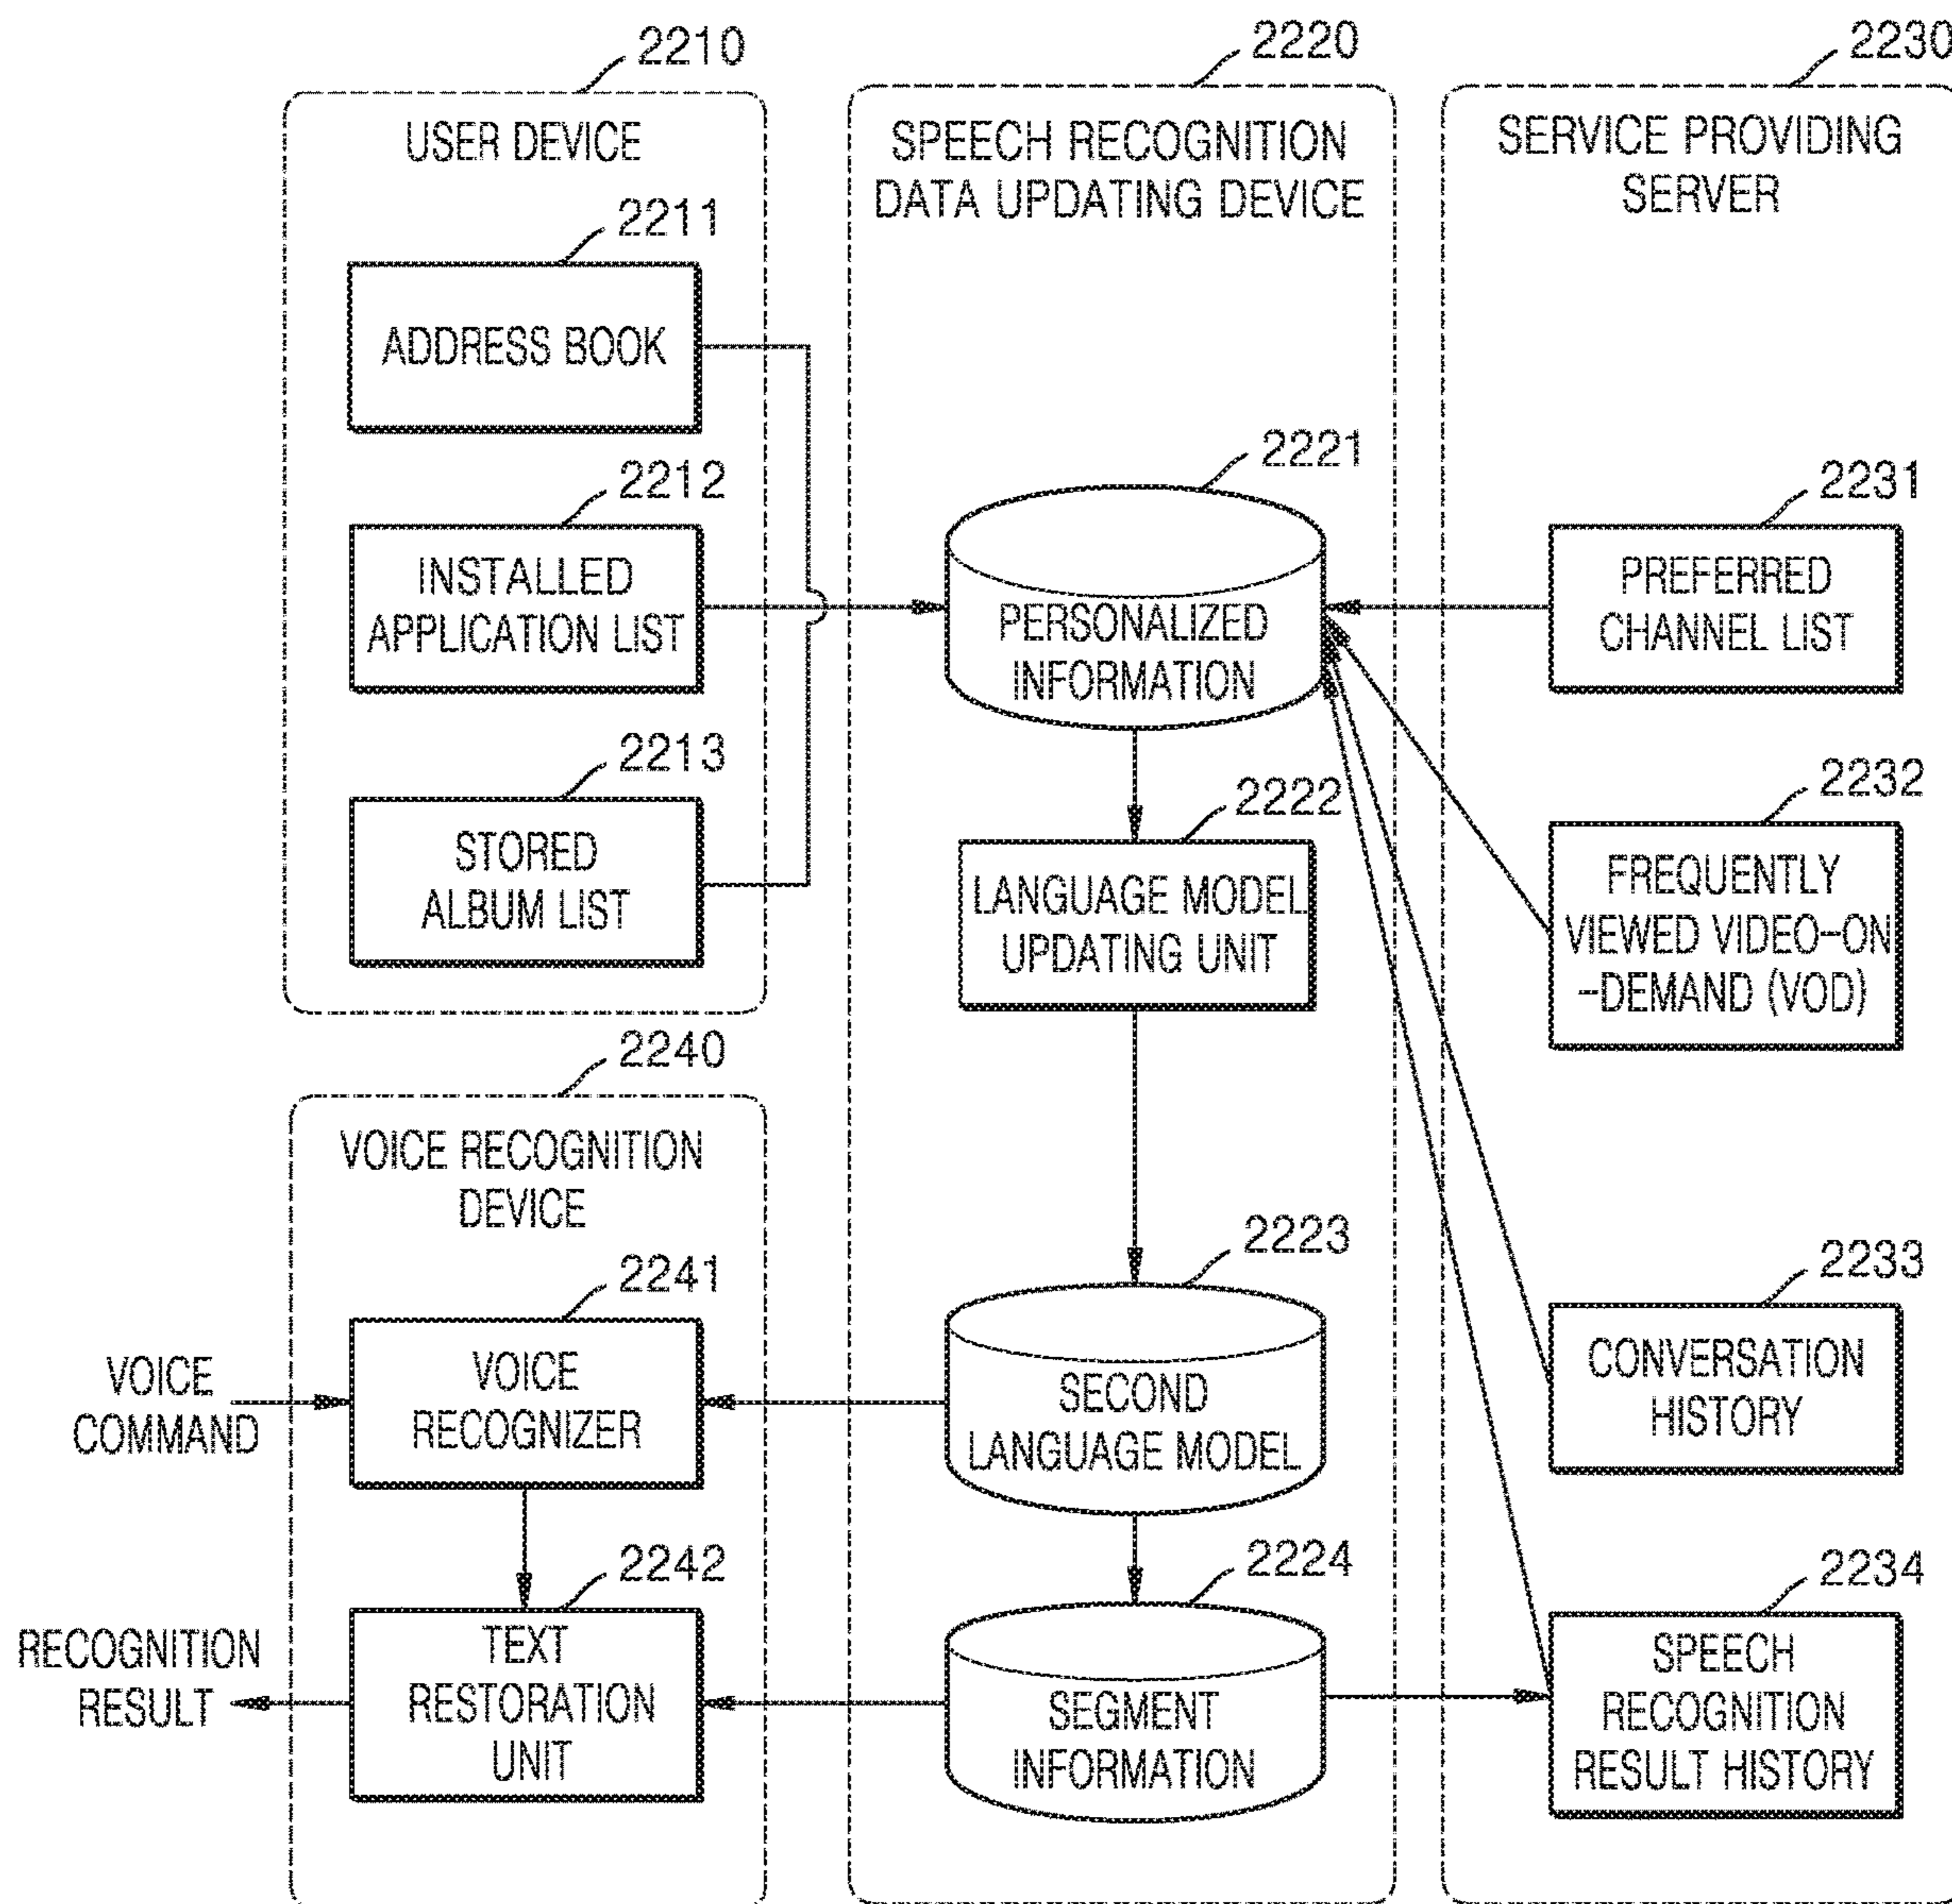 2210
USER DEVICE
2211
ADDRESS BOOK
2212
INSTALLED
APPLICATION LIST
2213
STORED
ALBUM LIST
2220
SPEECH RECOGNITION
DATA UPDATING DEVICE
2221
PERSONALIZED
INFORMATION
2222
LANGUAGE MODEL
UPDATING UNIT
2223
SECOND
LANGUAGE MODEL
2224
SEGMENT
INFORMATION
2230
SERVICE PROVIDING
SERVER
2231
PREFERRED
CHANNEL LIST
2232
FREQUENTLY
VIEWED VIDEO-ON
-DEMAND (VOD)
2233
CONVERSATION
HISTORY
2234
SPEECH
RECOGNITION
RESULT HISTORY
2240
VOICE RECOGNITION
DEVICE
2241
VOICE
RECOGNIZER
2242
TEXT
RESTORATION
UNIT
VOICE
COMMAND
RECOGNITION
RESULT